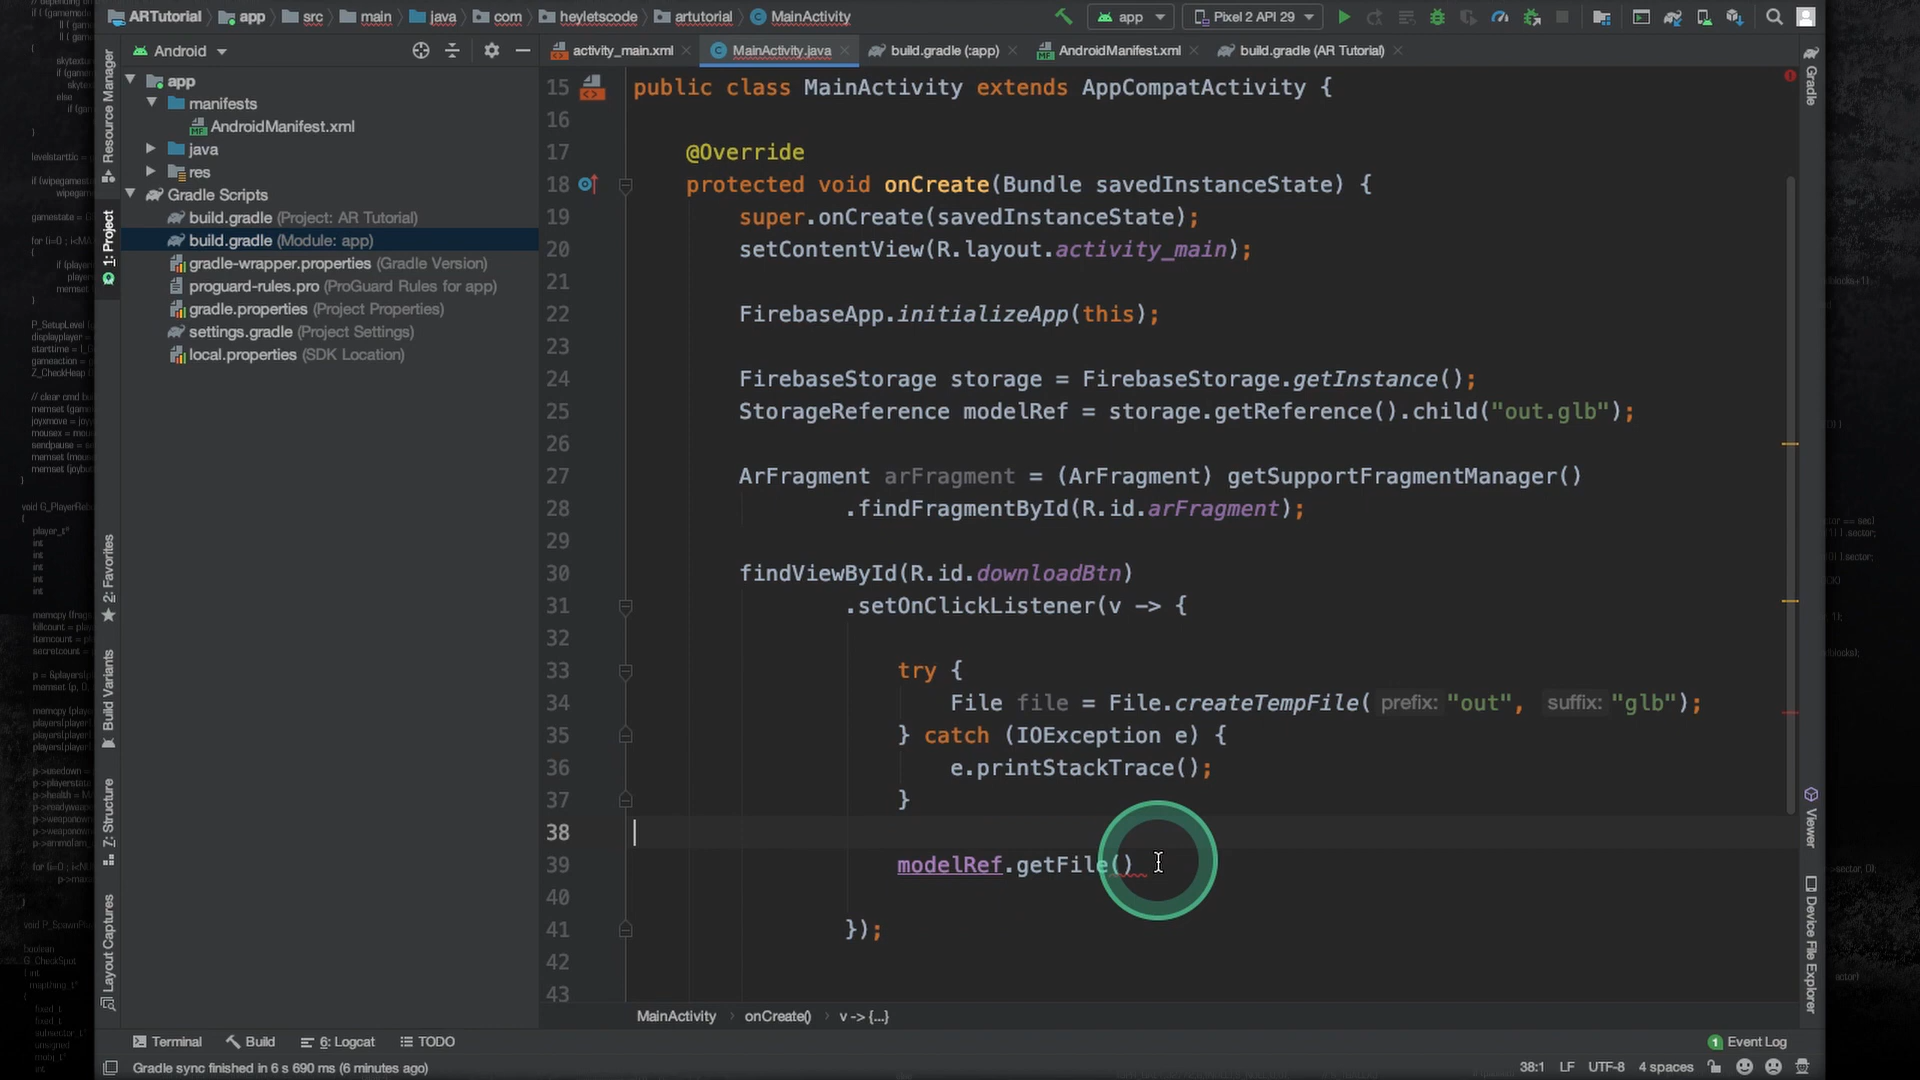 ARTutorial app src main java com heyletscode artutorial MainActivity app Pixel 2 API 29
Android
activity_main.xml MainActivity.java build.gradle (:app) AndroidManifest.xml build.gradle (AR Tutorial)
Resource Manager
1: Project
2: Favorites
Build Variants
Z: Structure
Layout Captures
app
manifests
AndroidManifest.xml
java
res
Gradle Scripts
build.gradle (Project: AR Tutorial)
build.gradle (Module: app)
gradle-wrapper.properties (Gradle Version)
proguard-rules.pro (ProGuard Rules for app)
gradle.properties (Project Properties)
settings.gradle (Project Settings)
local.properties (SDK Location)
15 public class MainActivity extends AppCompatActivity {
16
17 @Override
18 protected void onCreate(Bundle savedInstanceState) {
19 super.onCreate(savedInstanceState);
20 setContentView(R.layout.activity_main);
21
22 FirebaseApp.initializeApp(this);
23
24 FirebaseStorage storage = FirebaseStorage.getInstance();
25 StorageReference modelRef = storage.getReference().child("out.glb");
26
27 ArFragment arFragment = (ArFragment) getSupportFragmentManager()
28 .findFragmentById(R.id.arFragment);
29
30 findViewById(R.id.downloadBtn)
31 .setOnClickListener(v -> {
32
33 try {
34 File file = File.createTempFile( prefix: "out", suffix: "glb");
35 } catch (IOException e) {
36 e.printStackTrace();
37 }
38
39 modelRef.getFile()
40
41 });
42
43
Gradle
Viewer
Device File Explorer
MainActivity onCreate() v -> {...}
Terminal Build 6: Logcat TODO 1 Event Log
Gradle sync finished in 6 s 690 ms (6 minutes ago) 38:1 LF UTF-8 4 spaces